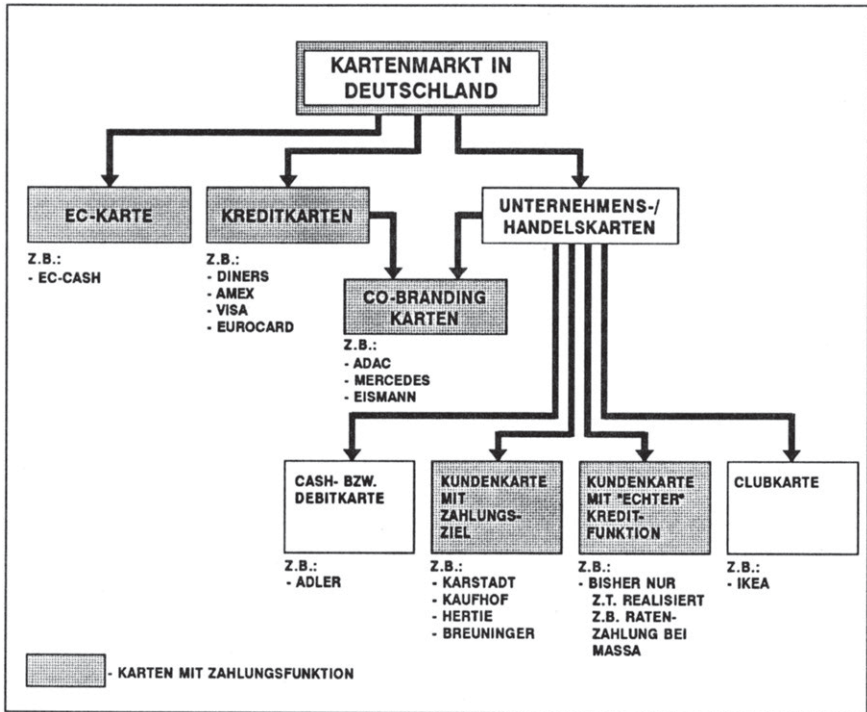 KARTENMARKT IN
DEUTSCHLAND
EC-KARTE
Z.B.:
- EC-CASH
KREDITKARTEN
Z.B.:
- DINERS
- AMEX
- VISA
- EUROCARD
UNTERNEHMENS-/
HANDELSKARTEN
CO-BRANDING
KARTEN
Z.B.:
- ADAC
- MERCEDES
- EISMANN
CASH- BZW.
DEBITKARTE
Z.B.:
- ADLER
KUNDENKARTE
MIT
ZAHLUNGS-
ZIEL
Z.B.:
- KARSTADT
- KAUFHOF
- HERTIE
- BREUNINGER
KUNDENKARTE
MIT "ECHTER"
KREDIT-
FUNKTION
Z.B.:
- BISHER NUR
Z.T. REALISIERT
Z.B. RATEN-
ZAHLUNG BEI
MASSA
CLUBKARTE
Z.B.:
- IKEA
- KARTEN MIT ZAHLUNGSFUNKTION